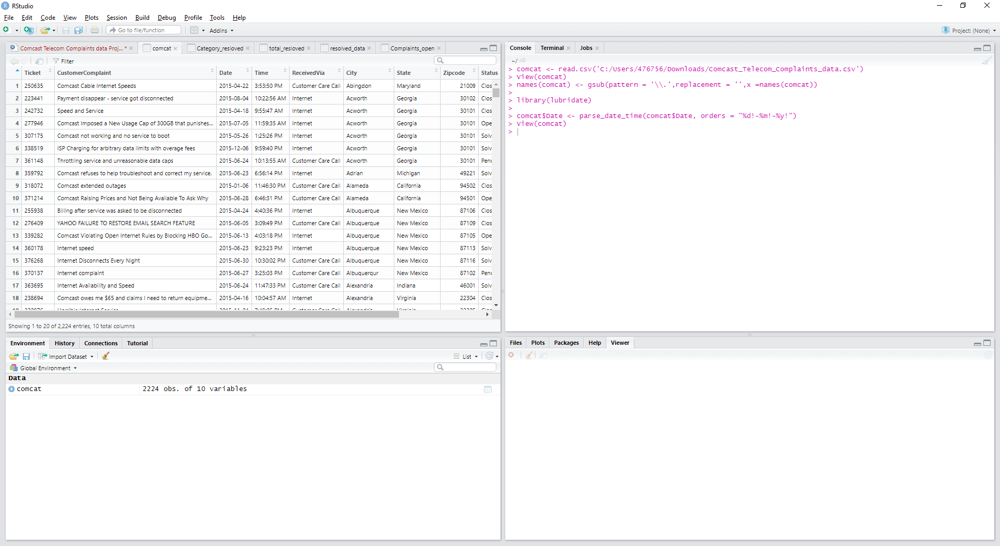 RStudio
File Edit Code View Plots Session Build Debug Profile Tools Help
Go to file/function Addins Project: (None)
Comcast Telecom Complaints data Proj... * comcat Category_resloved total_resloved resolved_data Complaints_open
Filter
Ticket CustomerComplaint Date Time ReceivedVia City State Zipcode Status
1 250635 Comcast Cable Internet Speeds 2015-04-22 3:53:50 PM Customer Care Call Abingdon Maryland 21009 Clos
2 223441 Payment disappear - service got disconnected 2015-08-04 10:22:56 AM Internet Acworth Georgia 30102 Clos
3 242732 Speed and Service 2015-04-18 9:55:47 AM Internet Acworth Georgia 30101 Clos
4 277946 Comcast Imposed a New Usage Cap of 300GB that punishes... 2015-07-05 11:59:35 AM Internet Acworth Georgia 30101 Ope
5 307175 Comcast not working and no service to boot 2015-05-26 1:25:26 PM Internet Acworth Georgia 30101 Solv
6 338519 ISP Charging for arbitrary data limits with overage fees 2015-12-06 9:59:40 PM Internet Acworth Georgia 30101 Solv
7 361148 Throttling service and unreasonable data caps 2015-06-24 10:13:55 AM Customer Care Call Acworth Georgia 30101 Pend
8 359792 Comcast refuses to help troubleshoot and correct my service. 2015-06-23 6:56:14 PM Internet Adrian Michigan 49221 Solv
9 318072 Comcast extended outages 2015-01-06 11:46:30 PM Customer Care Call Alameda California 94502 Clos
10 371214 Comcast Raising Prices and Not Being Available To Ask Why 2015-06-28 6:46:31 PM Customer Care Call Alameda California 94501 Ope
11 255938 Billing after service was asked to be disconnected 2015-04-24 4:40:36 PM Internet Albuquerque New Mexico 87106 Clos
12 276409 YAHOO FAILURE TO RESTORE EMAIL SEARCH FEATURE 2015-06-05 3:09:49 PM Customer Care Call Albuquerque New Mexico 87109 Clos
13 339282 Comcast Violating Open Internet Rules by Blocking HBO Go... 2015-06-13 4:03:18 PM Internet Albuquerque New Mexico 87105 Ope
14 360178 Internet speed 2015-06-23 9:23:23 PM Internet Albuquerque New Mexico 87113 Solv
15 376268 Internet Disconnects Every Night 2015-06-30 10:30:02 PM Customer Care Call Albuquerque New Mexico 87116 Solv
16 370137 Internet complaint 2015-06-27 3:25:03 PM Customer Care Call Albuquerqur New Mexico 87102 Pend
17 363695 Internet Availability and Speed 2015-06-24 11:47:33 PM Customer Care Call Alexandria Indiana 46001 Solv
18 238694 Comcast owes me $65 and claims I need to return equipme... 2015-04-16 10:04:57 AM Internet Alexandria Virginia 22304 Clos
Showing 1 to 20 of 2,224 entries, 10 total columns
Console Terminal Jobs
~/
> comcat <- read.csv('C:/Users/476756/Downloads/Comcast_Telecom_Complaints_data.csv')
> View(comcat)
> names(comcat) <- gsub(pattern = '\\.',replacement = '',x =names(comcat))
>
> library(lubridate)
>
> comcat$Date <- parse_date_time(comcat$Date, orders = "%d!-%m!-%y!")
> View(comcat)
>
Environment History Connections Tutorial
Import Dataset List
Global Environment
Data
comcat 2224 obs. of 10 variables
Files Plots Packages Help Viewer